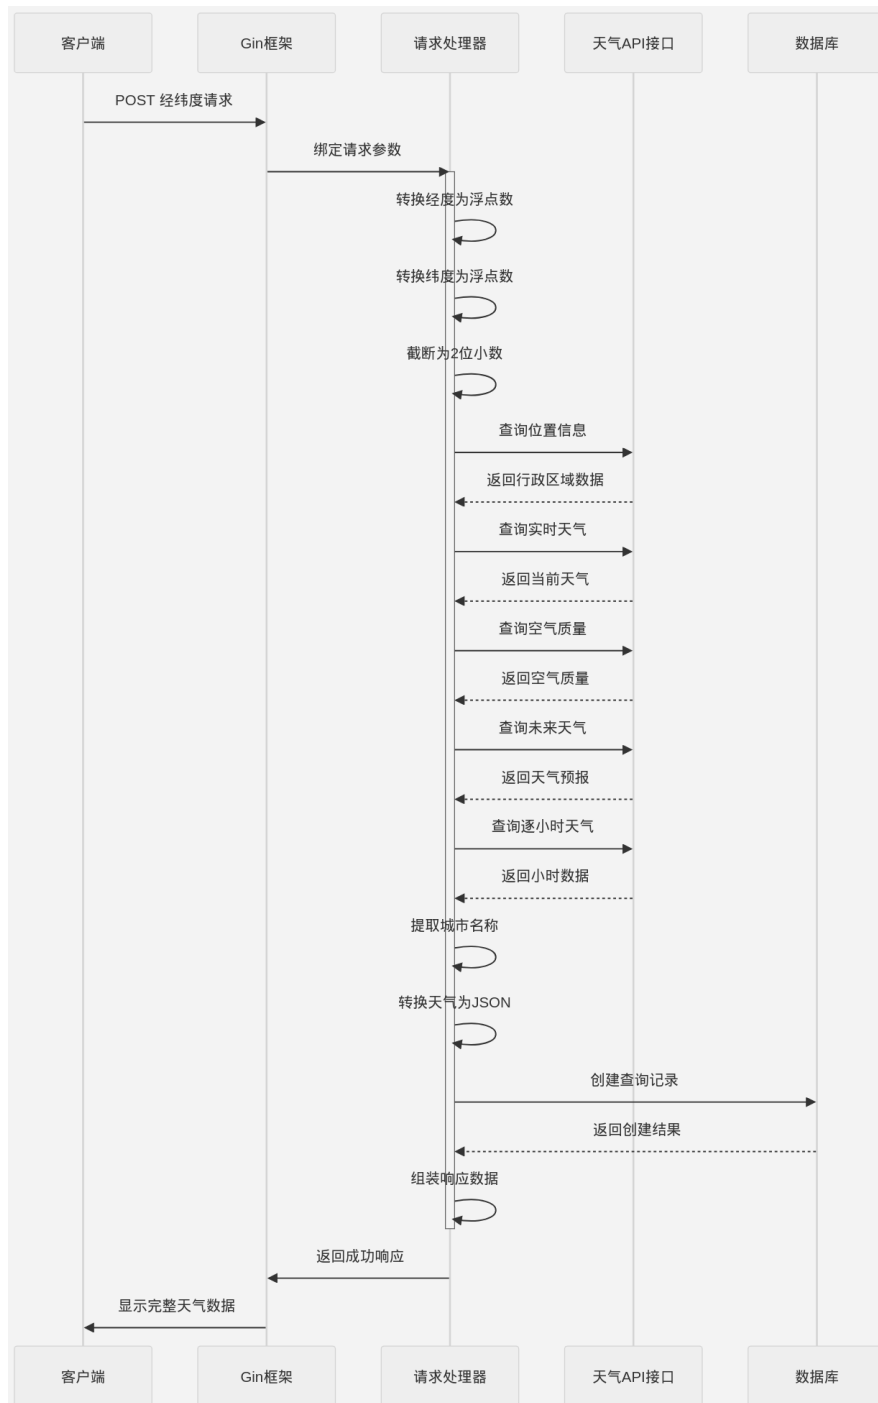 客户端
Gin框架
请求处理器
天气API接口
数据库
POST 经纬度请求
绑定请求参数
转换经度为浮点数
转换纬度为浮点数
截断为2位小数
查询位置信息
返回行政区域数据
查询实时天气
返回当前天气
查询空气质量
返回空气质量
查询未来天气
返回天气预报
查询逐小时天气
返回小时数据
提取城市名称
转换天气为JSON
创建查询记录
返回创建结果
组装响应数据
返回成功响应
显示完整天气数据
客户端
Gin框架
请求处理器
天气API接口
数据库